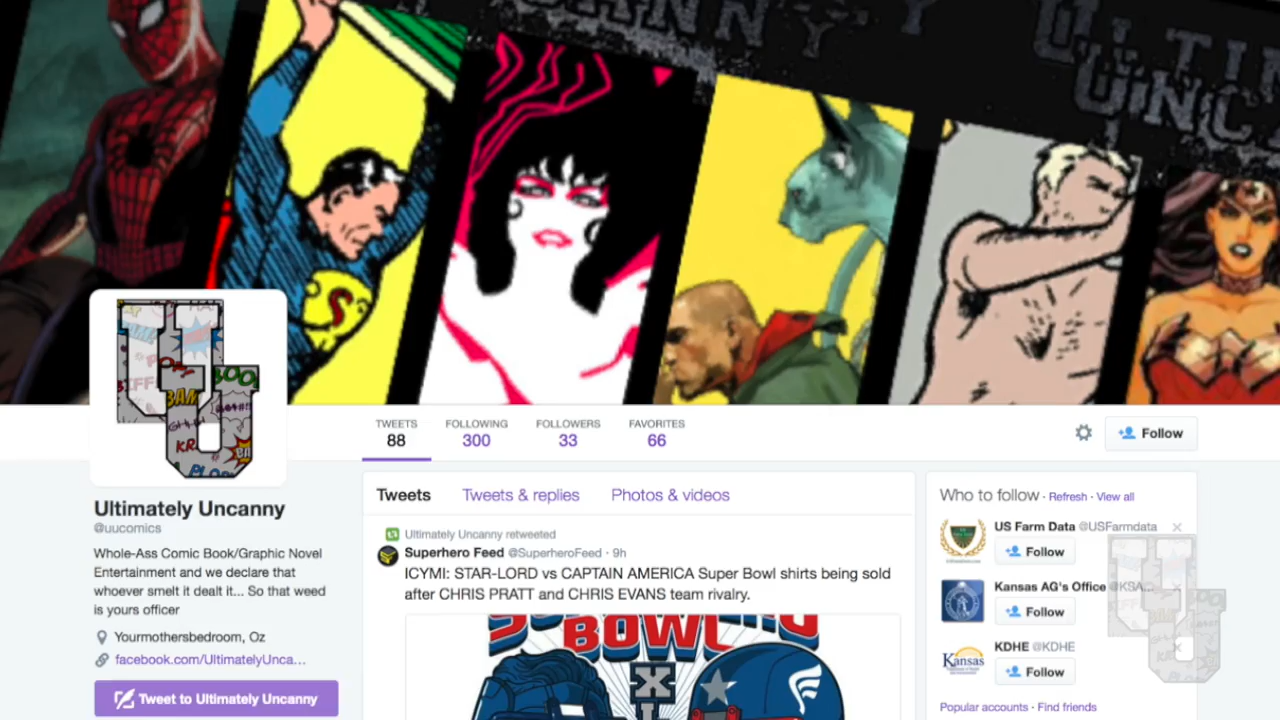 S
BAM
BOO
TWEETS
88
FOLLOWING
300
FOLLOWERS
33
FAVORITES
66
Follow
Ultimately Uncanny
@uucomics
Whole-Ass Comic Book/Graphic Novel
Entertainment and we declare that
whoever smelt it dealt it... So that weed
is yours officer
Yourmothersbedroom, Oz
facebook.com/UltimatelyUnca...
Tweet to Ultimately Uncanny
Tweets
Tweets & replies
Photos & videos
Ultimately Uncanny retweeted
Superhero Feed @SuperheroFeed · 9h
ICYMI: STAR-LORD vs CAPTAIN AMERICA Super Bowl shirts being sold
after CHRIS PRATT and CHRIS EVANS team rivalry.
BOWL
Who to follow · Refresh · View all
US Farm Data @USFarmdata
Follow
Kansas AG's Office @KSA...
Follow
KDHE @KDHE
Kansas
Follow
Popular accounts · Find friends